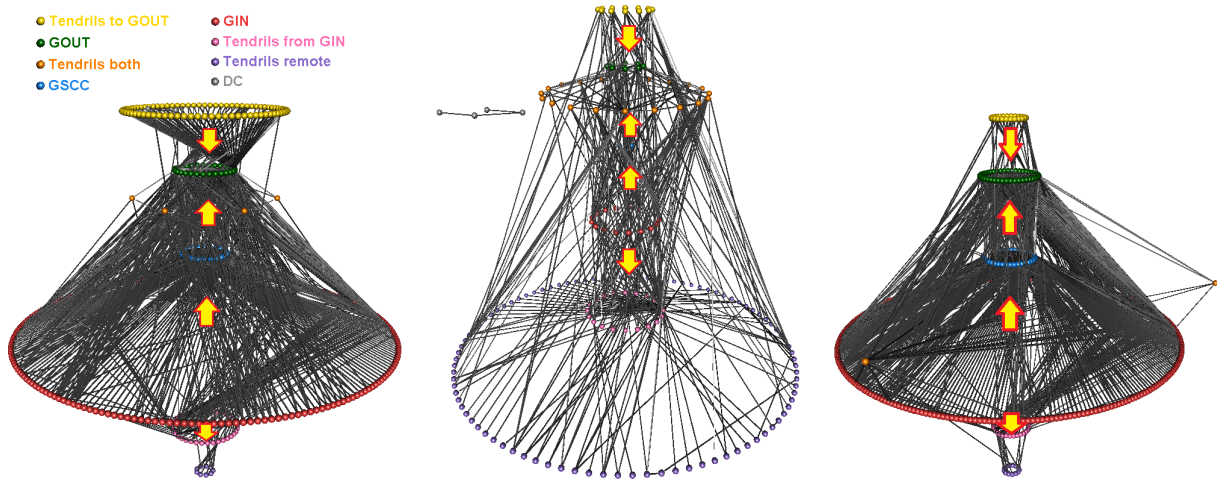 Tendrils to GOUT
GOUT
Tendrils both
GSCC
GIN
Tendrils from GIN
Tendrils remote
DC